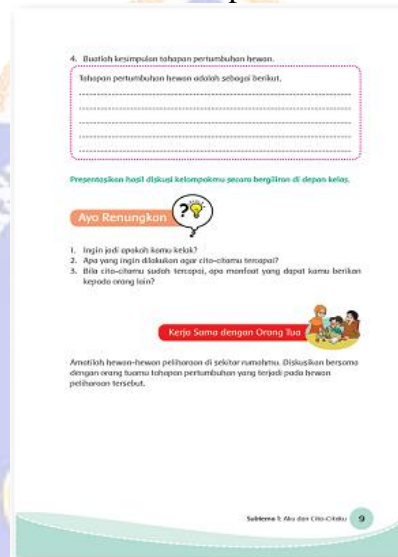 4. Buatlah kesimpulan tahapan pertumbuhan hewan.
Tahapan pertumbuhan hewan adalah sebagai berikut.
Presentasikan hasil diskusi kelompokmu secara bergiliran di depan kelas.
Ayo Renungkan
1. Ingin jadi apakah kamu kelak?
2. Apa yang ingin dilakukan agar cita-citamu tercapai?
3. Bila cita-citamu sudah tercapai, apa manfaat yang dapat kamu berikan
kepada orang lain?
Kerja Sama dengan Orang Tua
Amatilah hewan-hewan peliharaan di sekitar rumahmu. Diskusikan bersama
dengan orang tuamu tahapan pertumbuhan yang terjadi pada hewan
peliharaan tersebut.
Subtema 1: Aku dan Cita-Citaku 9